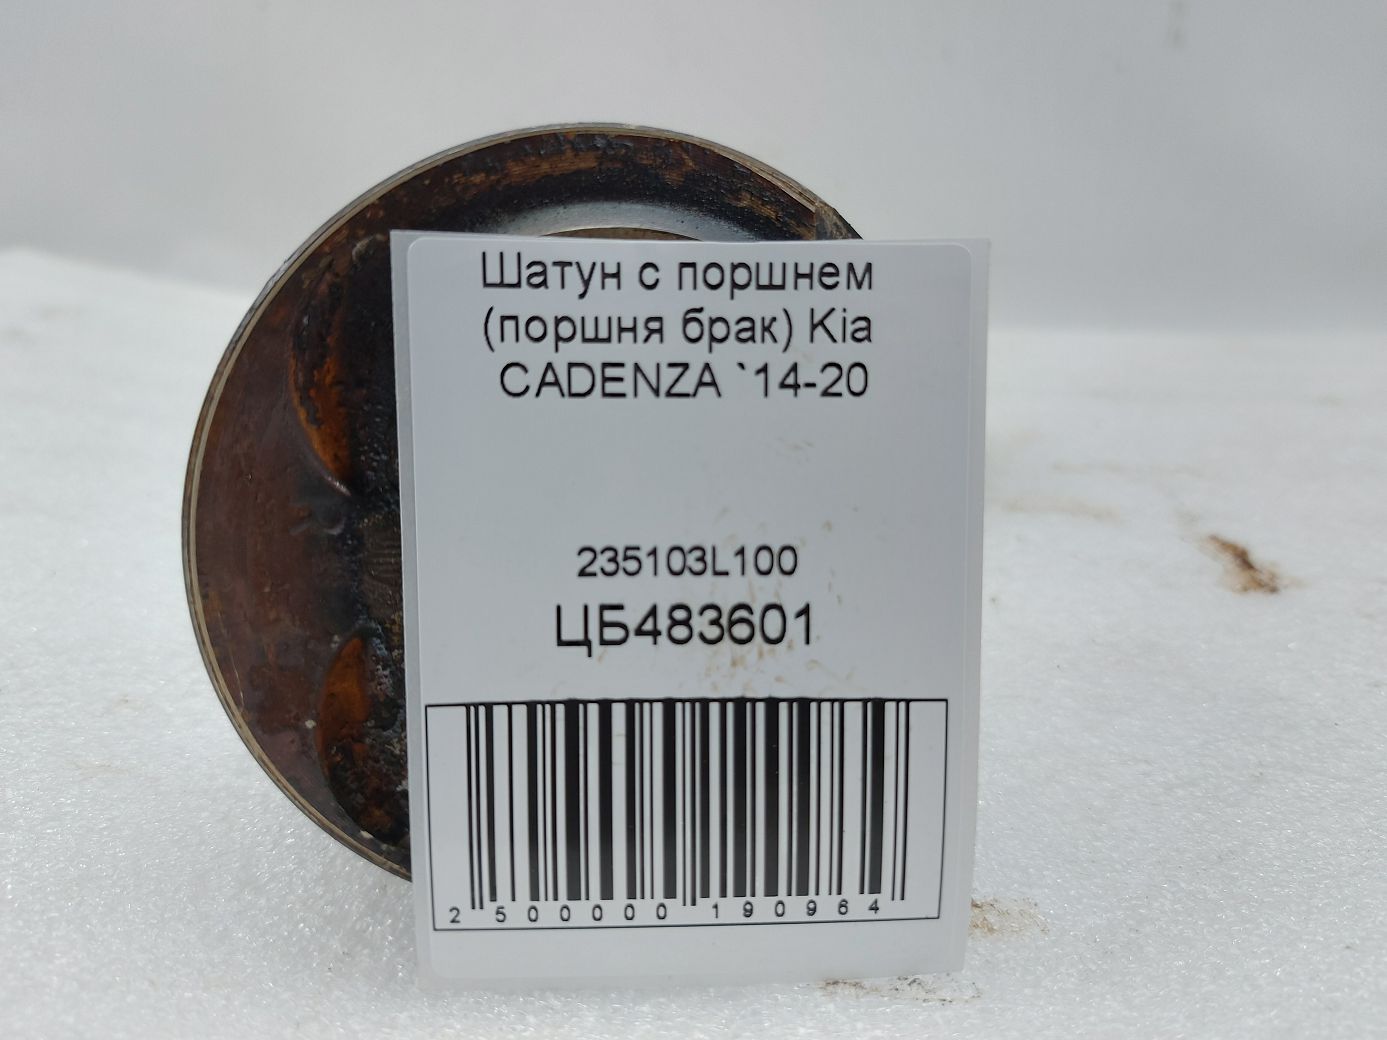 Шатун с поршнем
(поршня брак) Kia
CADENZA `14-20
235103L100
ЦБ483601
2 500000 190964